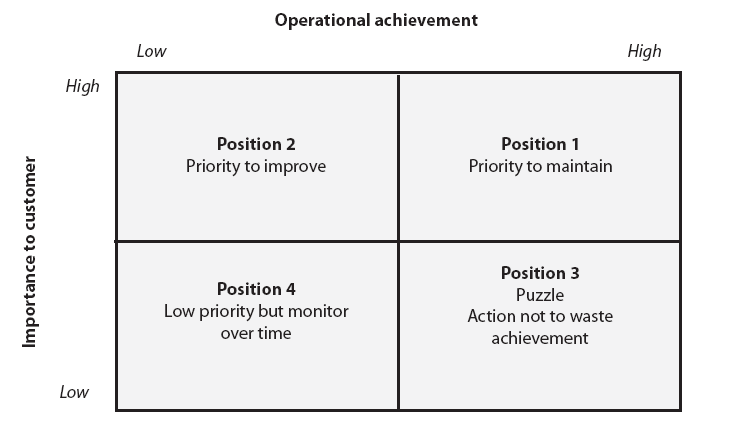 Operational achievement
Low
High
High
Importance to customer
Position 2
Priority to improve
Position 1
Priority to maintain
Position 4
Low priority but monitor
over time
Position 3
Puzzle
Action not to waste
achievement
Low